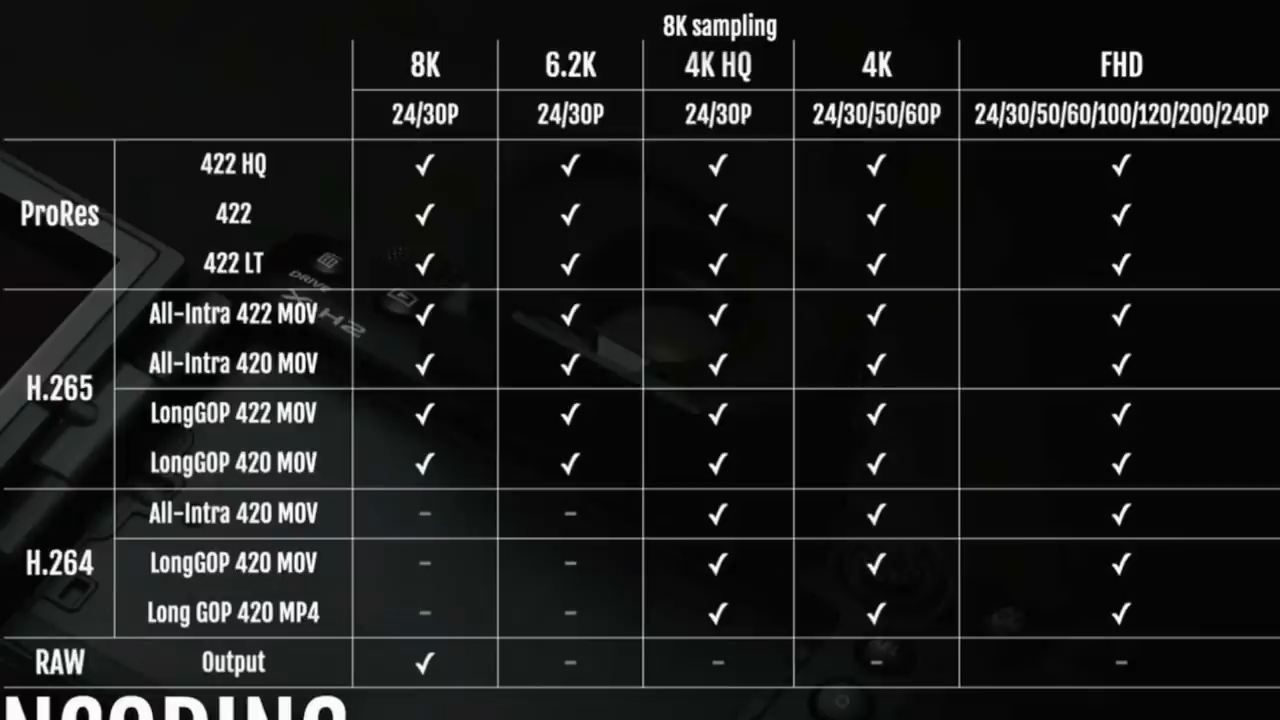 8K sampling
8K 6.2K 4K HQ 4K FHD
24/30P 24/30P 24/30P 24/30/50/60P 24/30/50/60/100/120/200/240P
422 HQ ✓ ✓ ✓ ✓ ✓
ProRes 422 ✓ ✓ ✓ ✓ ✓
422 LT ✓ ✓ ✓ ✓ ✓
All-Intra 422 MOV ✓ ✓ ✓ ✓ ✓
All-Intra 420 MOV ✓ ✓ ✓ ✓ ✓
H.265
LongGOP 422 MOV ✓ ✓ ✓ ✓ ✓
LongGOP 420 MOV ✓ ✓ ✓ ✓ ✓
All-Intra 420 MOV - - ✓ ✓ ✓
H.264 LongGOP 420 MOV - - ✓ ✓ ✓
Long GOP 420 MP4 - - ✓ ✓ ✓
RAW Output ✓ - - - -
DRIVE
X-H2